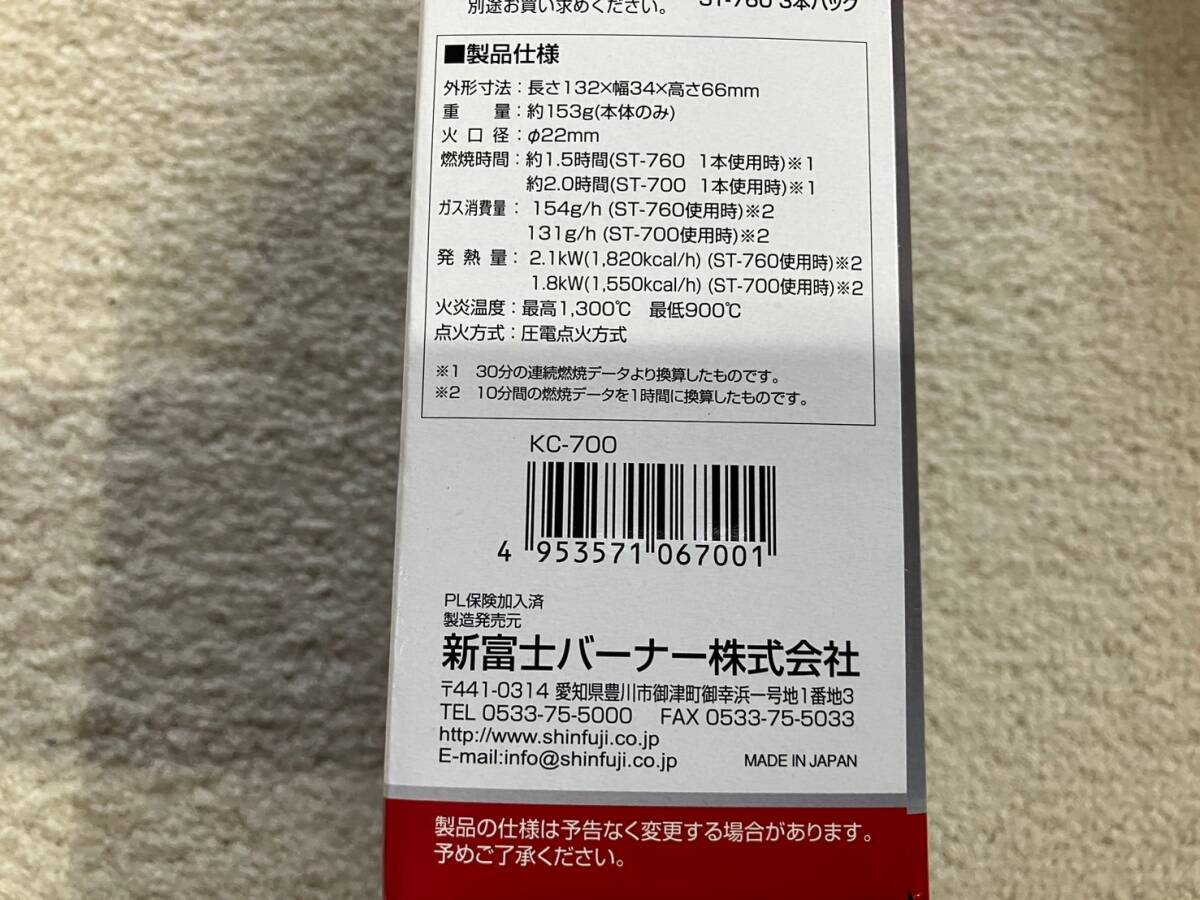 別途お買い求めください。 ST-760 3本パック
■製品仕様
外形寸法：長さ132×幅34×高さ66mm
重　量：約153g(本体のみ)
火口径：φ22mm
燃焼時間：約1.5時間(ST-760 1本使用時)※1
約2.0時間(ST-700 1本使用時)※1
ガス消費量：154g/h (ST-760使用時)※2
131g/h (ST-700使用時)※2
発熱量：2.1kW(1,820kcal/h) (ST-760使用時)※2
1.8kW(1,550kcal/h) (ST-700使用時)※2
火炎温度：最高1,300℃　最低900℃
点火方式：圧電点火方式
※1　30分の連続燃焼データより換算したものです。
※2　10分間の燃焼データを1時間に換算したものです。
KC-700
4 953571 067001
PL保険加入済
製造発売元
新富士バーナー株式会社
〒441-0314 愛知県豊川市御津町御幸浜一号地1番地3
TEL 0533-75-5000　FAX 0533-75-5033
http://www.shinfuji.co.jp
E-mail:info@shinfuji.co.jp MADE IN JAPAN
製品の仕様は予告なく変更する場合があります。
予めご了承ください。